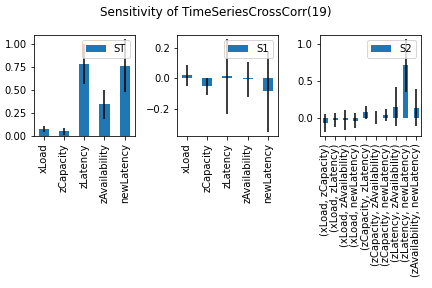 Sensitivity of TimeSeriesCrossCorr(19)
ST
1.00
0.75
0.50
0.25
0.00
xLoad
zCapacity
zLatency
zAvailability
newLatency
S1
0.2
0.0
−0.2
xLoad
zCapacity
zLatency
zAvailability
newLatency
S2
1.0
0.5
0.0
(xLoad, zCapacity)
(xLoad, zLatency)
(xLoad, zAvailability)
(xLoad, newLatency)
(zCapacity, zLatency)
(zCapacity, zAvailability)
(zCapacity, newLatency)
(zLatency, zAvailability)
(zLatency, newLatency)
(zAvailability, newLatency)